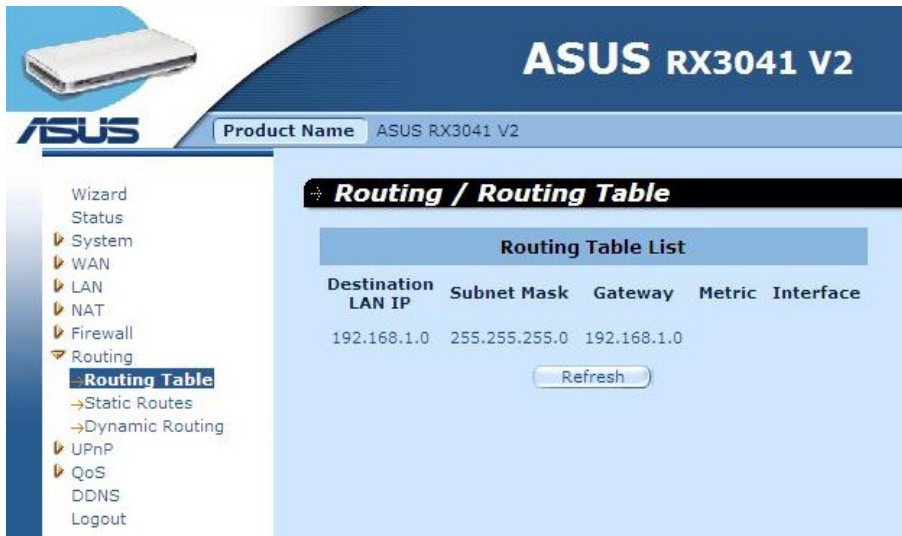 ASUS RX3041 V2
ASUS
Product Name ASUS RX3041 V2
Wizard
Status
System
WAN
LAN
NAT
Firewall
Routing
→Routing Table
→Static Routes
→Dynamic Routing
UPnP
QoS
DDNS
Logout
Routing / Routing Table
Routing Table List
Destination LAN IP Subnet Mask Gateway Metric Interface
192.168.1.0 255.255.255.0 192.168.1.0
Refresh